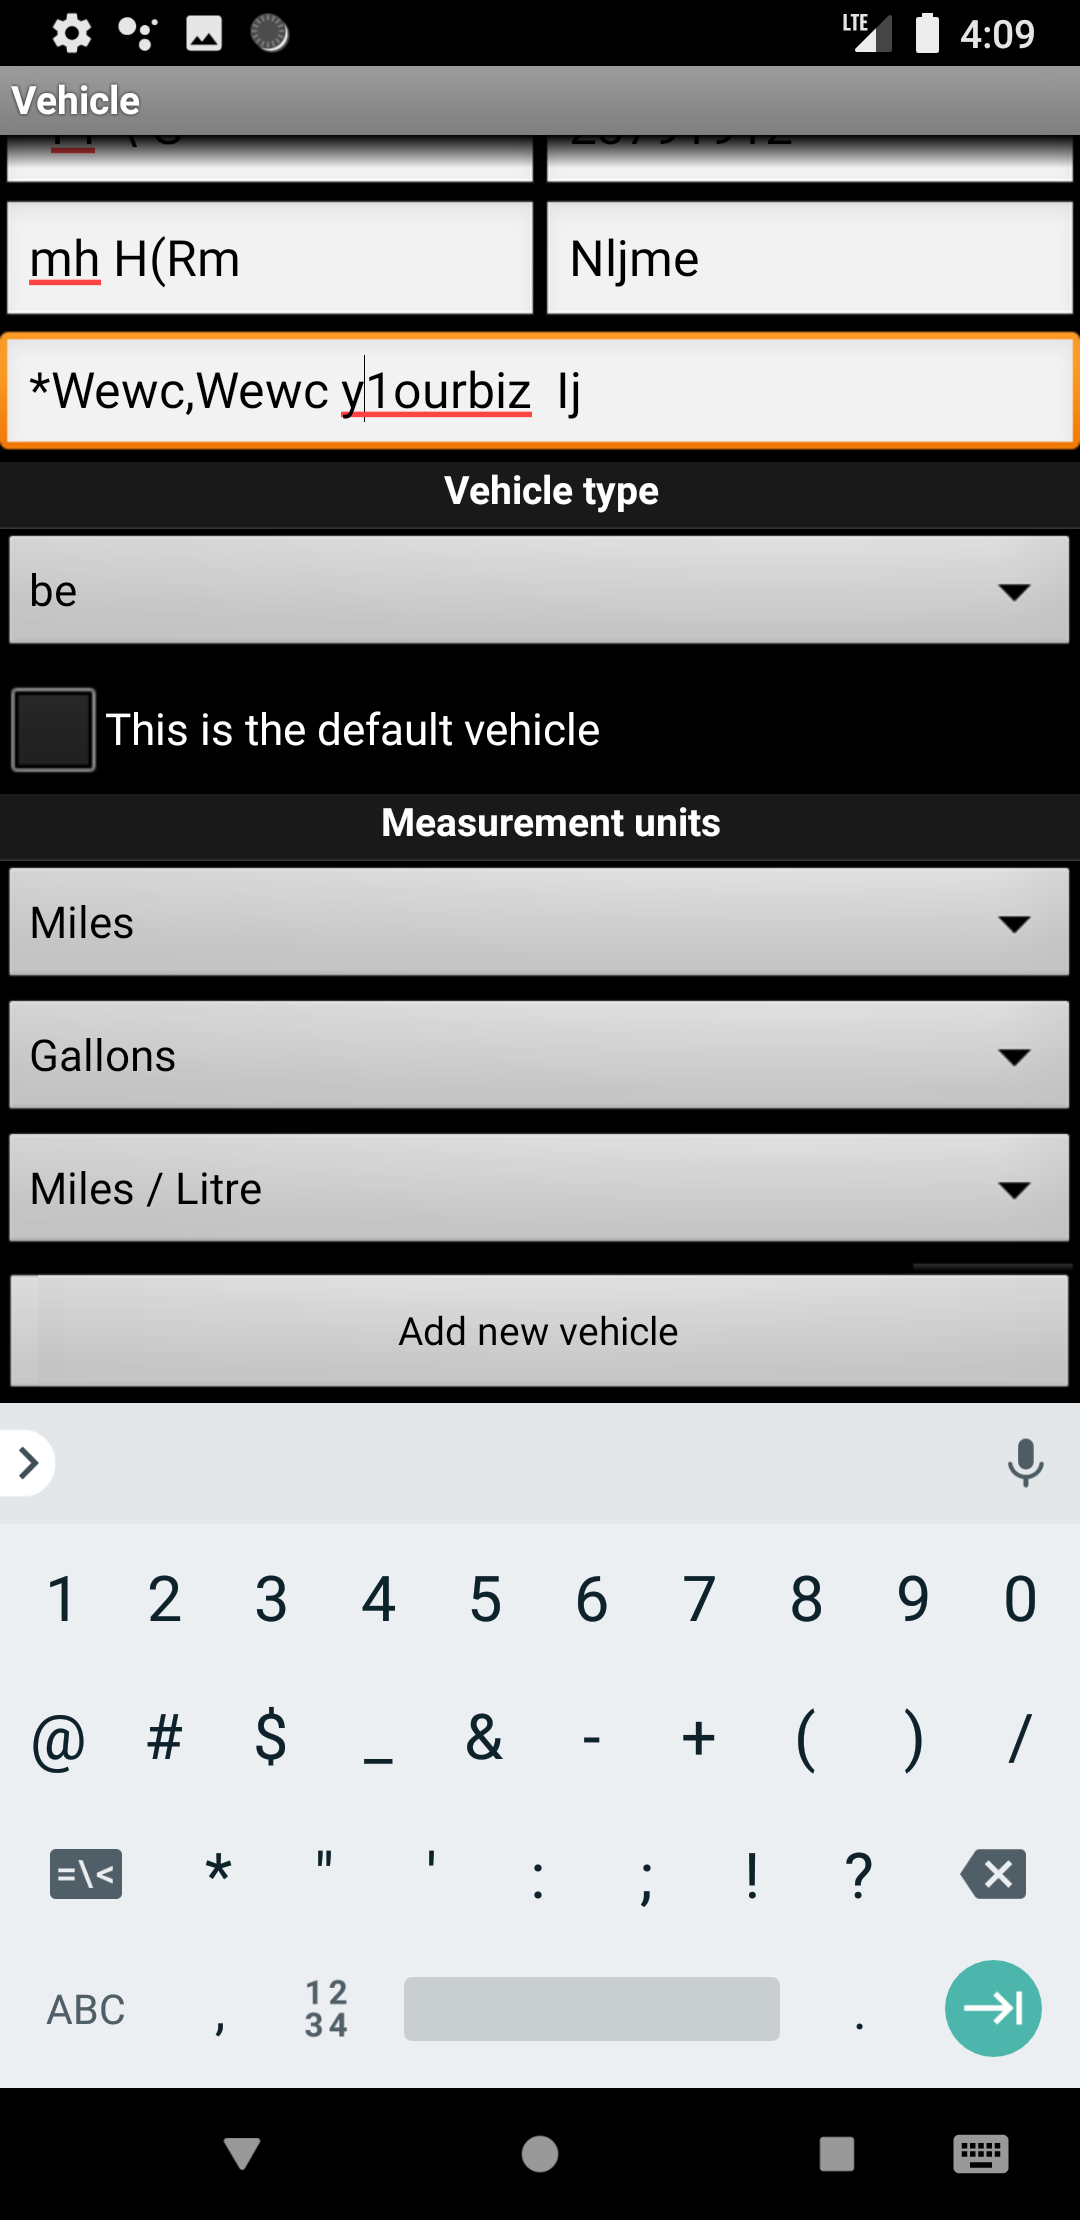 LTE 4:09
Vehicle
mh H(Rm Nljme
*Wewc,Wewc y1ourbiz Ij
Vehicle type
be
This is the default vehicle
Measurement units
Miles
Gallons
Miles / Litre
Add new vehicle
1 2 3 4 5 6 7 8 9 0
@ # $ _ & - + ( ) /
=\< * " ' : ; ! ?
ABC , 12 34 .